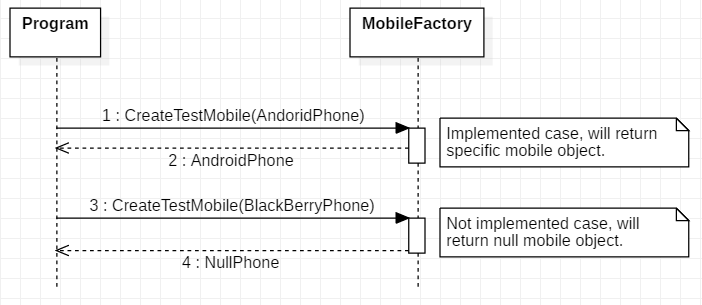 Program
MobileFactory
1 : CreateTestMobile(AndoridPhone)
Implemented case, will return
specific mobile object.
2 : AndroidPhone
3 : CreateTestMobile(BlackBerryPhone)
Not implemented case, will
return null mobile object.
4 : NullPhone